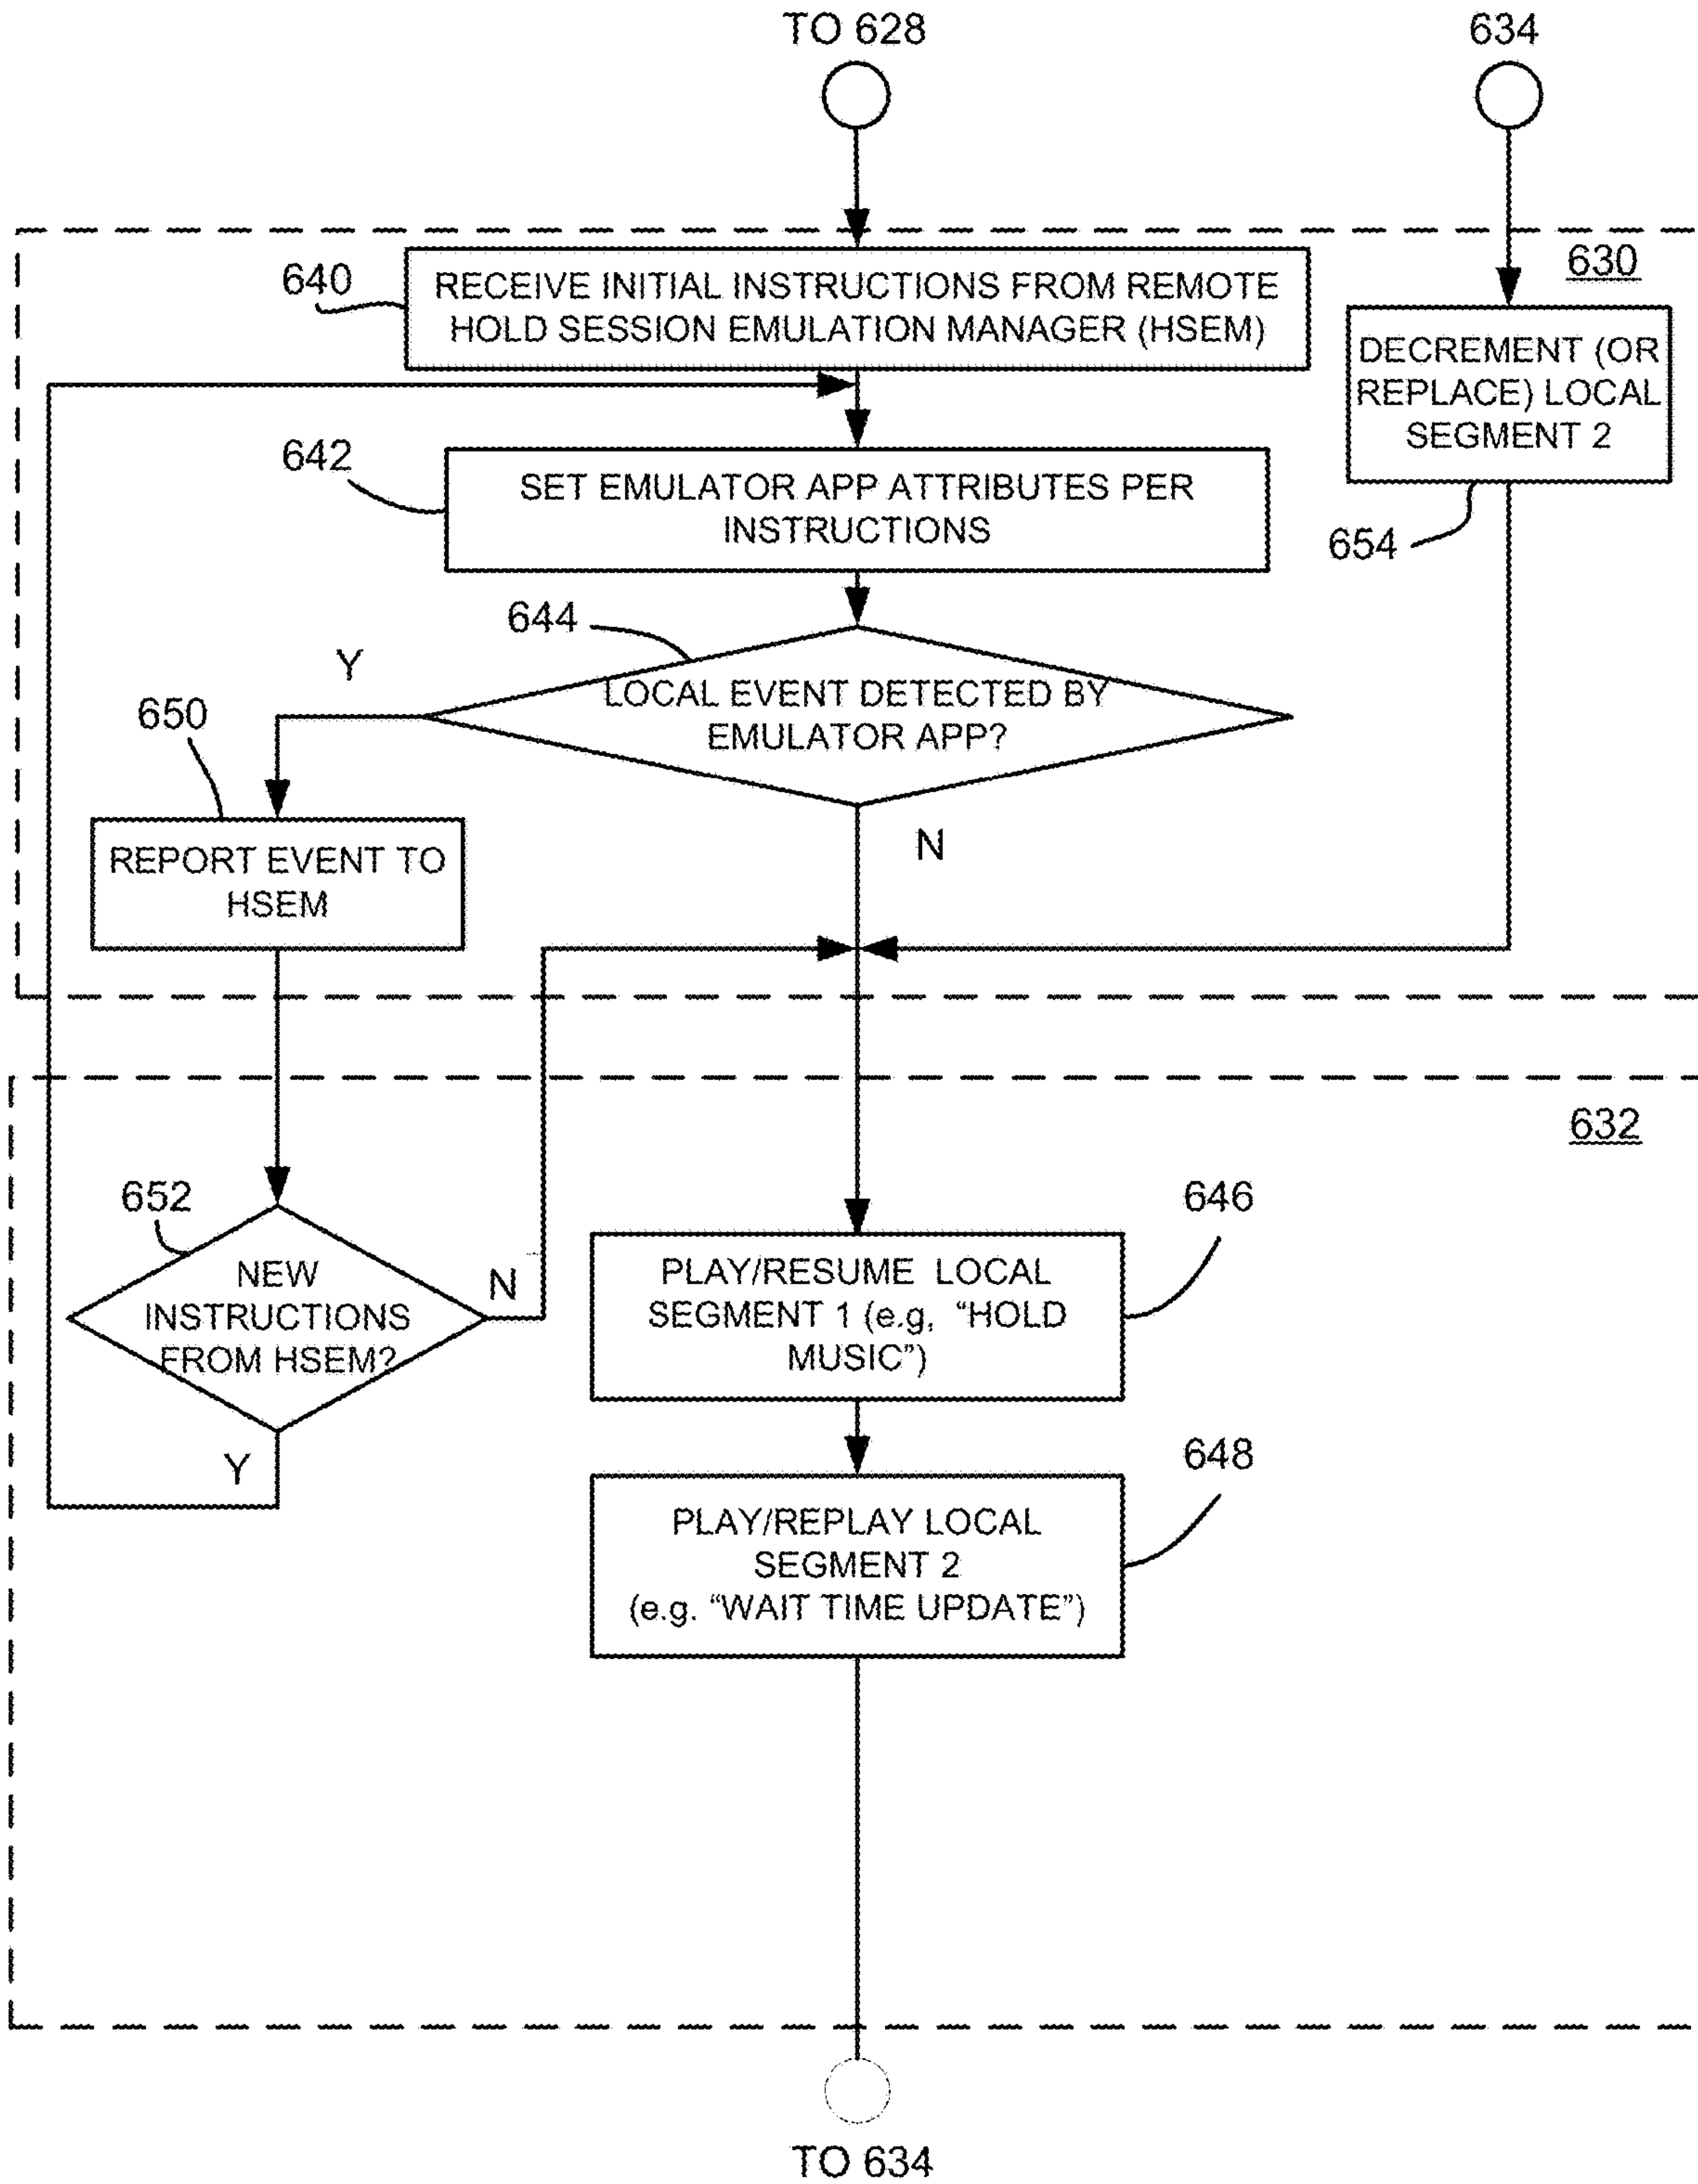 TO 628
634
630
640
RECEIVE INITIAL INSTRUCTIONS FROM REMOTE
HOLD SESSION EMULATION MANAGER (HSEM)
DECREMENT (OR
REPLACE) LOCAL
SEGMENT 2
642
SET EMULATOR APP ATTRIBUTES PER
INSTRUCTIONS
654
644
Y
LOCAL EVENT DETECTED BY
EMULATOR APP?
650
N
REPORT EVENT TO
HSEM
632
652
646
NEW
INSTRUCTIONS
FROM HSEM?
N
PLAY/RESUME LOCAL
SEGMENT 1 (e.g, “HOLD
MUSIC”)
Y
648
PLAY/REPLAY LOCAL
SEGMENT 2
(e.g. “WAIT TIME UPDATE”)
TO 634